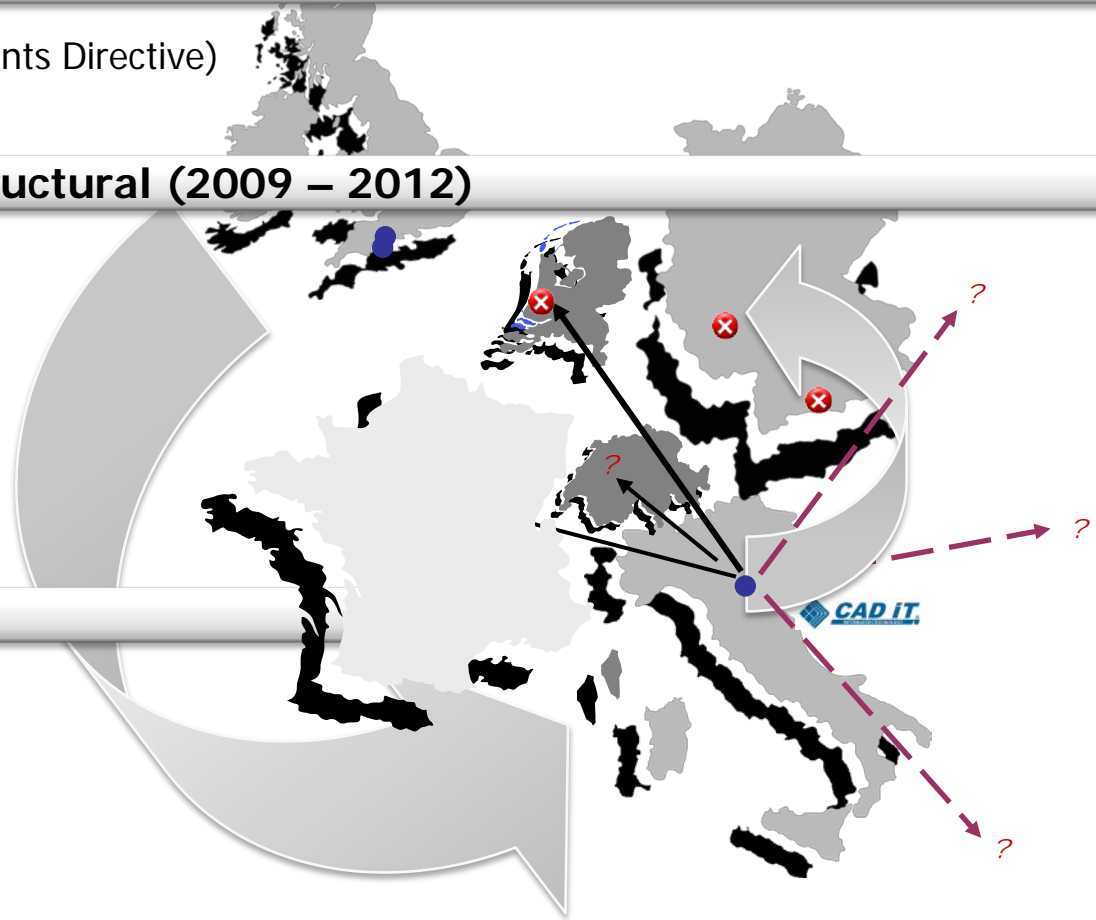 nts Directive)
uctural (2009 – 2012)
?
?
?
CAD iT
?